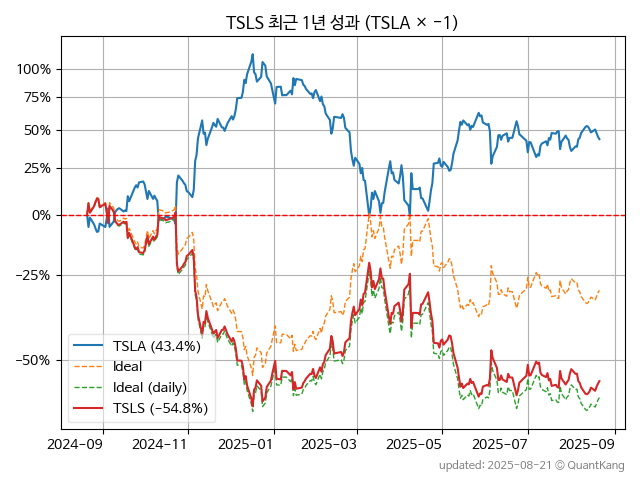 TSLS 최근 1년 성과 (TSLA × −1)
100%
75%
50%
25%
0%
−25%
−50%
TSLA (43.4%)
Ideal
Ideal (daily)
TSLS (−54.8%)
2024-09 2024-11 2025-01 2025-03 2025-05 2025-07 2025-09
updated: 2025-08-21 © QuantKang